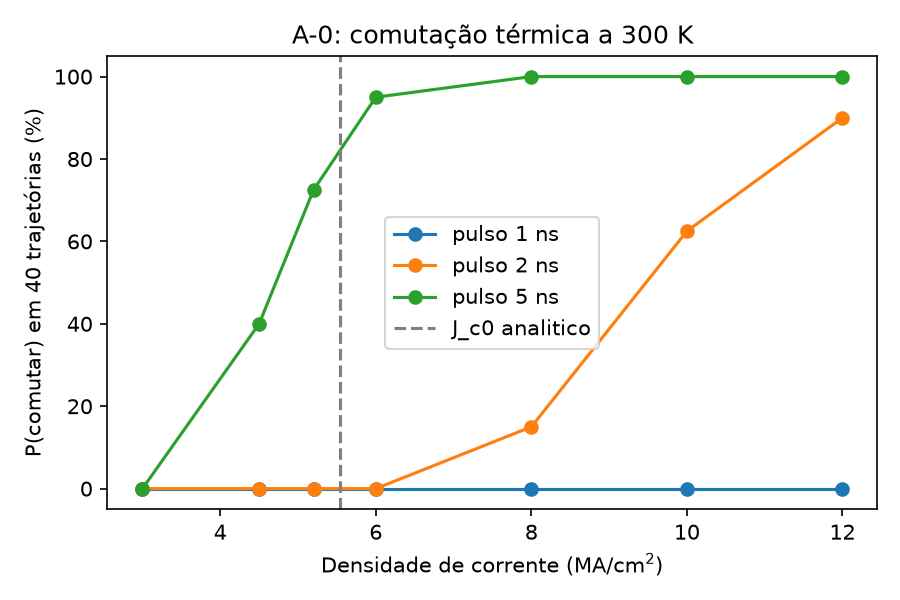 A-0: comutação térmica a 300 K
P(comutar) em 40 trajetórias (%)
100
80
60
40
20
0
pulso 1 ns
pulso 2 ns
pulso 5 ns
J_c0 analitico
4
6
8
10
12
Densidade de corrente (MA/cm²)